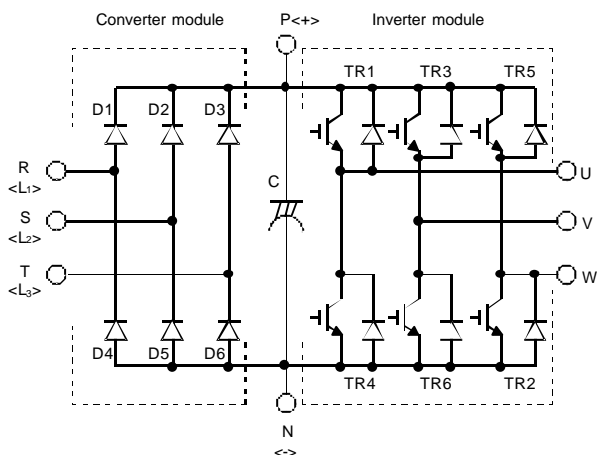 Converter module
P<+>
Inverter module
TR1
TR3
TR5
D1
D2
D3
R
<L1>
U
C
S
<L2>
V
T
<L3>
W
D4
D5
D6
TR4
TR6
TR2
N
<->